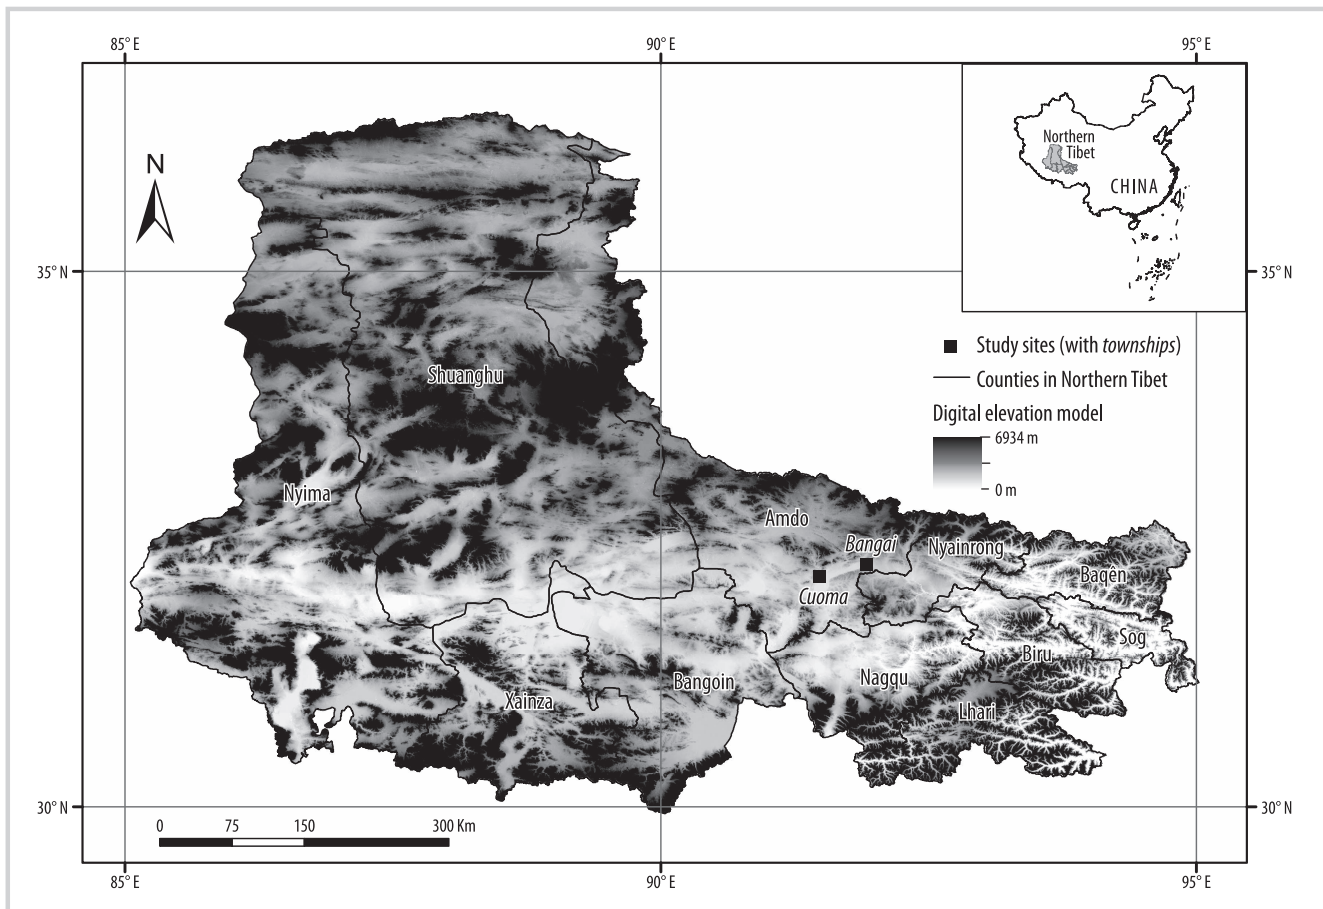 85° E
90° E
95° E
N
Northern
Tibet
CHINA
35° N
35° N
Study sites (with townships)
Counties in Northern Tibet
Digital elevation model
6934 m
0 m
Shuanghu
Nyima
Amdo
Bangai
Nyainrong
Baqên
Cuoma
Sog
Biru
Nagqu
Bangoin
Xainza
Lhari
30° N
30° N
0 75 150 300 Km
85° E
90° E
95° E